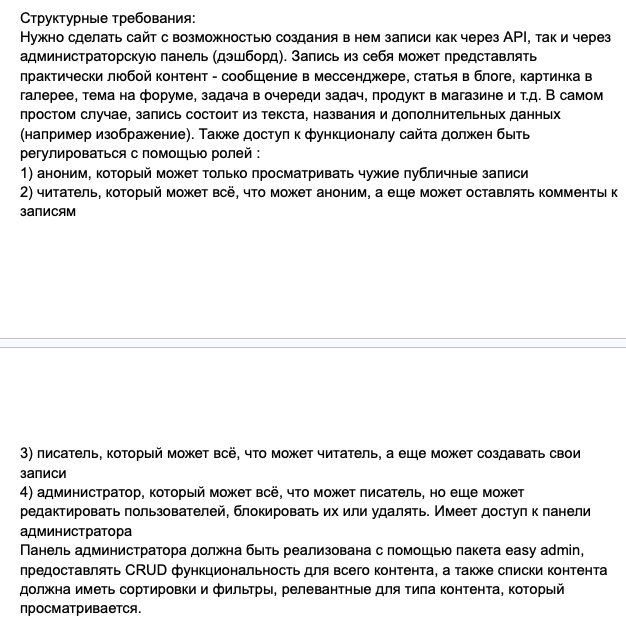 Структурные требования:
Нужно сделать сайт с возможностью создания в нем записи как через API, так и через
администраторскую панель (дэшборд). Запись из себя может представлять
практически любой контент - сообщение в мессенджере, статья в блоге, картинка в
галерее, тема на форуме, задача в очереди задач, продукт в магазине и т.д. В самом
простом случае, запись состоит из текста, названия и дополнительных данных
(например изображение). Также доступ к функционалу сайта должен быть
регулироваться с помощью ролей :
1) аноним, который может только просматривать чужие публичные записи
2) читатель, который может всё, что может аноним, а еще может оставлять комменты к
записям
3) писатель, который может всё, что может читатель, а еще может создавать свои
записи
4) администратор, который может всё, что может писатель, но еще может
редактировать пользователей, блокировать их или удалять. Имеет доступ к панели
администратора
Панель администратора должна быть реализована с помощью пакета easy admin,
предоставлять CRUD функциональность для всего контента, а также списки контента
должна иметь сортировки и фильтры, релевантные для типа контента, который
просматривается.